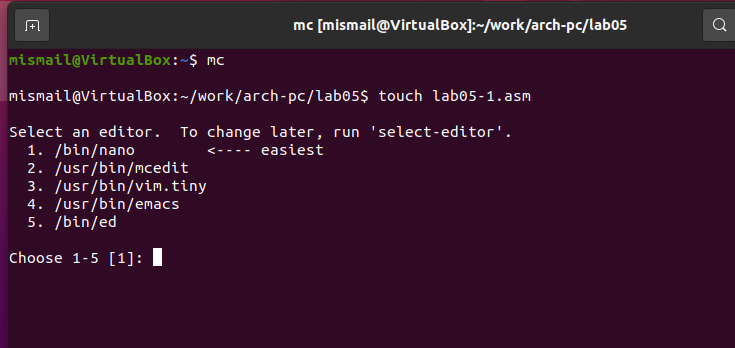 mc [mismail@VirtualBox]:~/work/arch-pc/lab05
mismail@VirtualBox:~$ mc
mismail@VirtualBox:~/work/arch-pc/lab05$ touch lab05-1.asm
Select an editor.  To change later, run 'select-editor'.
  1. /bin/nano        <---- easiest
  2. /usr/bin/mcedit
  3. /usr/bin/vim.tiny
  4. /usr/bin/emacs
  5. /bin/ed
Choose 1-5 [1]: